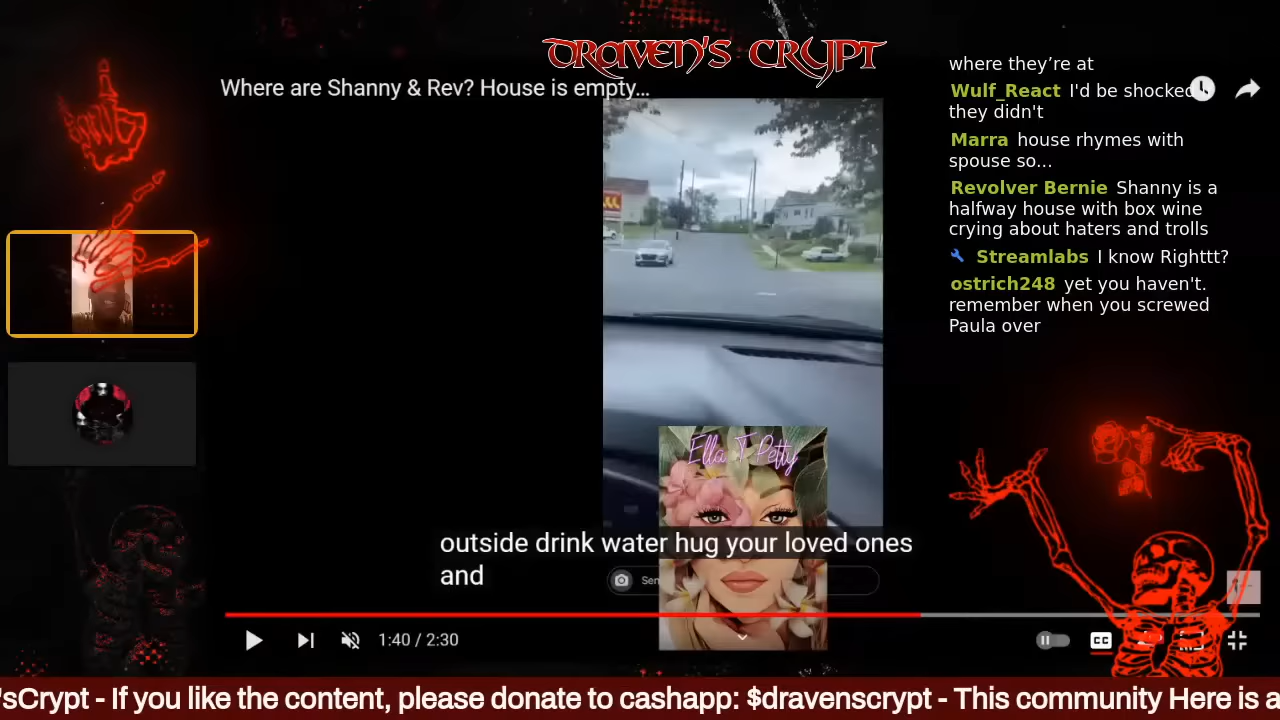 DRAVEN'S CRYPT
Where are Shanny & Rev? House is empty...
where they're at
Wulf_React I'd be shocked
they didn't
Marra house rhymes with
spouse so...
Revolver Bernie Shanny is a
halfway house with box wine
crying about haters and trolls
Streamlabs I know Righttt?
ostrich248 yet you haven't.
remember when you screwed
Paula over
Ella T Petty
outside drink water hug your loved ones
and
Sen
1:40 / 2:30
CC
'sCrypt - If you like the content, please donate to cashapp: $dravenscrypt - This community Here is a